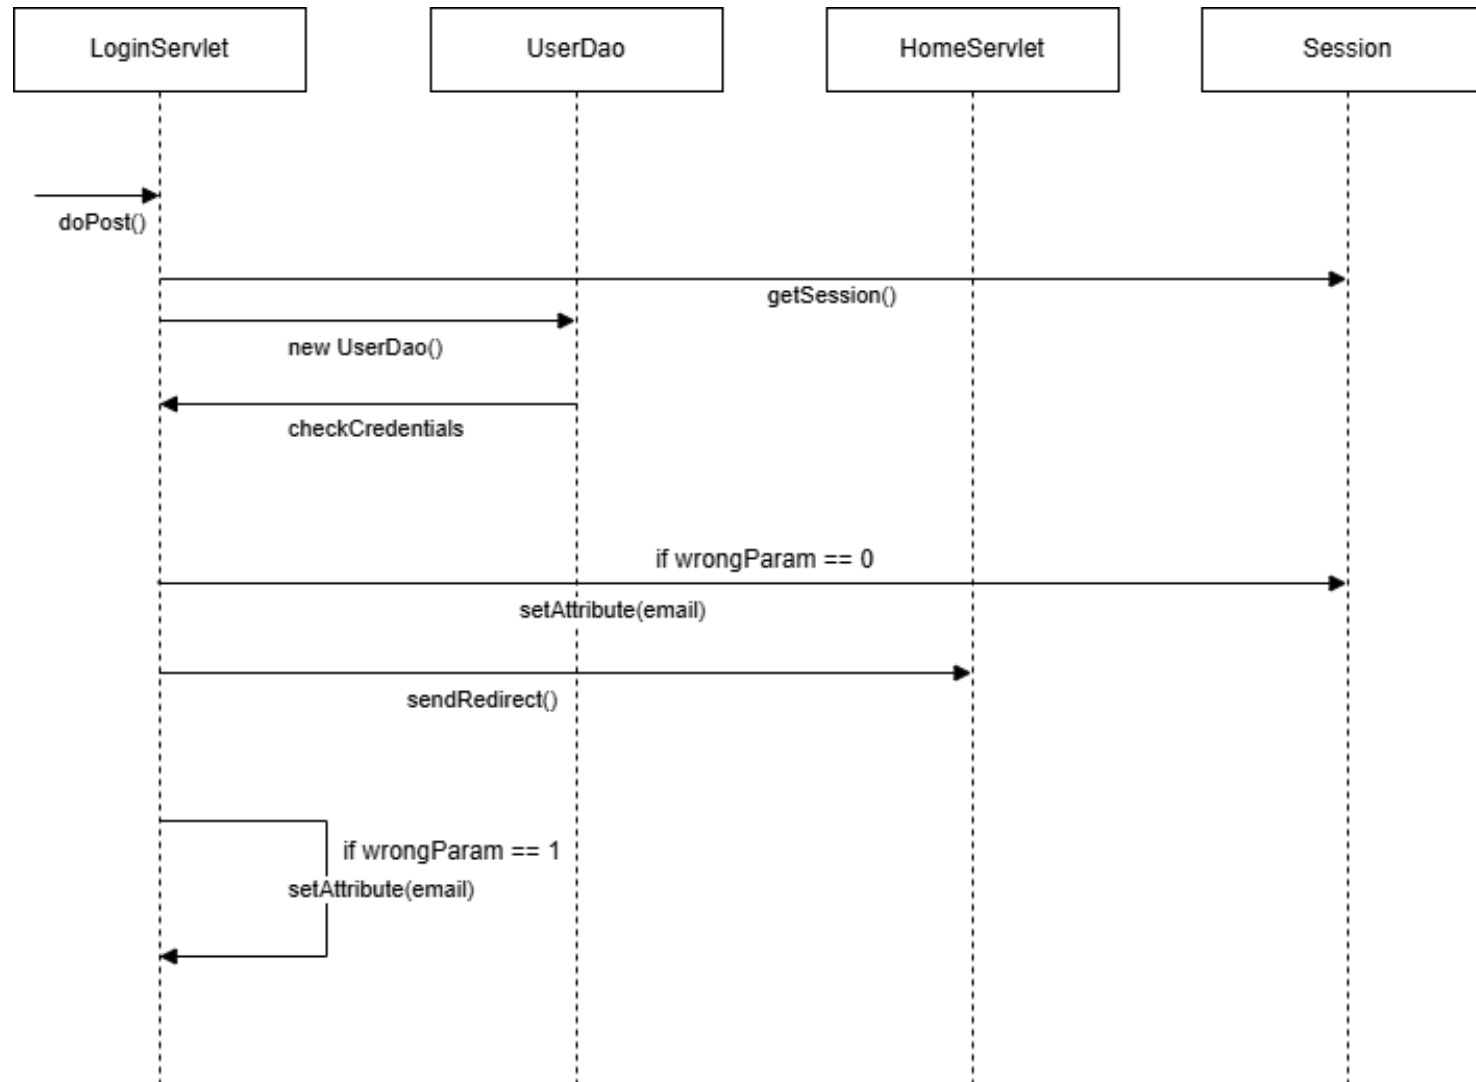 LoginServlet
UserDao
HomeServlet
Session
doPost()
getSession()
new UserDao()
checkCredentials
if wrongParam == 0
setAttribute(email)
sendRedirect()
if wrongParam == 1
setAttribute(email)